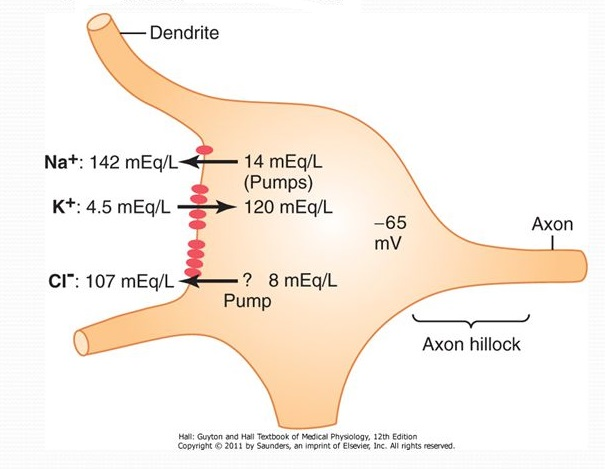 Dendrite
Na+: 142 mEq/L 14 mEq/L
(Pumps)
K+: 4.5 mEq/L 120 mEq/L
–65
mV
Axon
Cl–: 107 mEq/L ? 8 mEq/L
Pump
Axon hillock
Hall: Guyton and Hall Textbook of Medical Physiology, 12th Edition
Copyright © 2011 by Saunders, an imprint of Elsevier, Inc. All rights reserved.